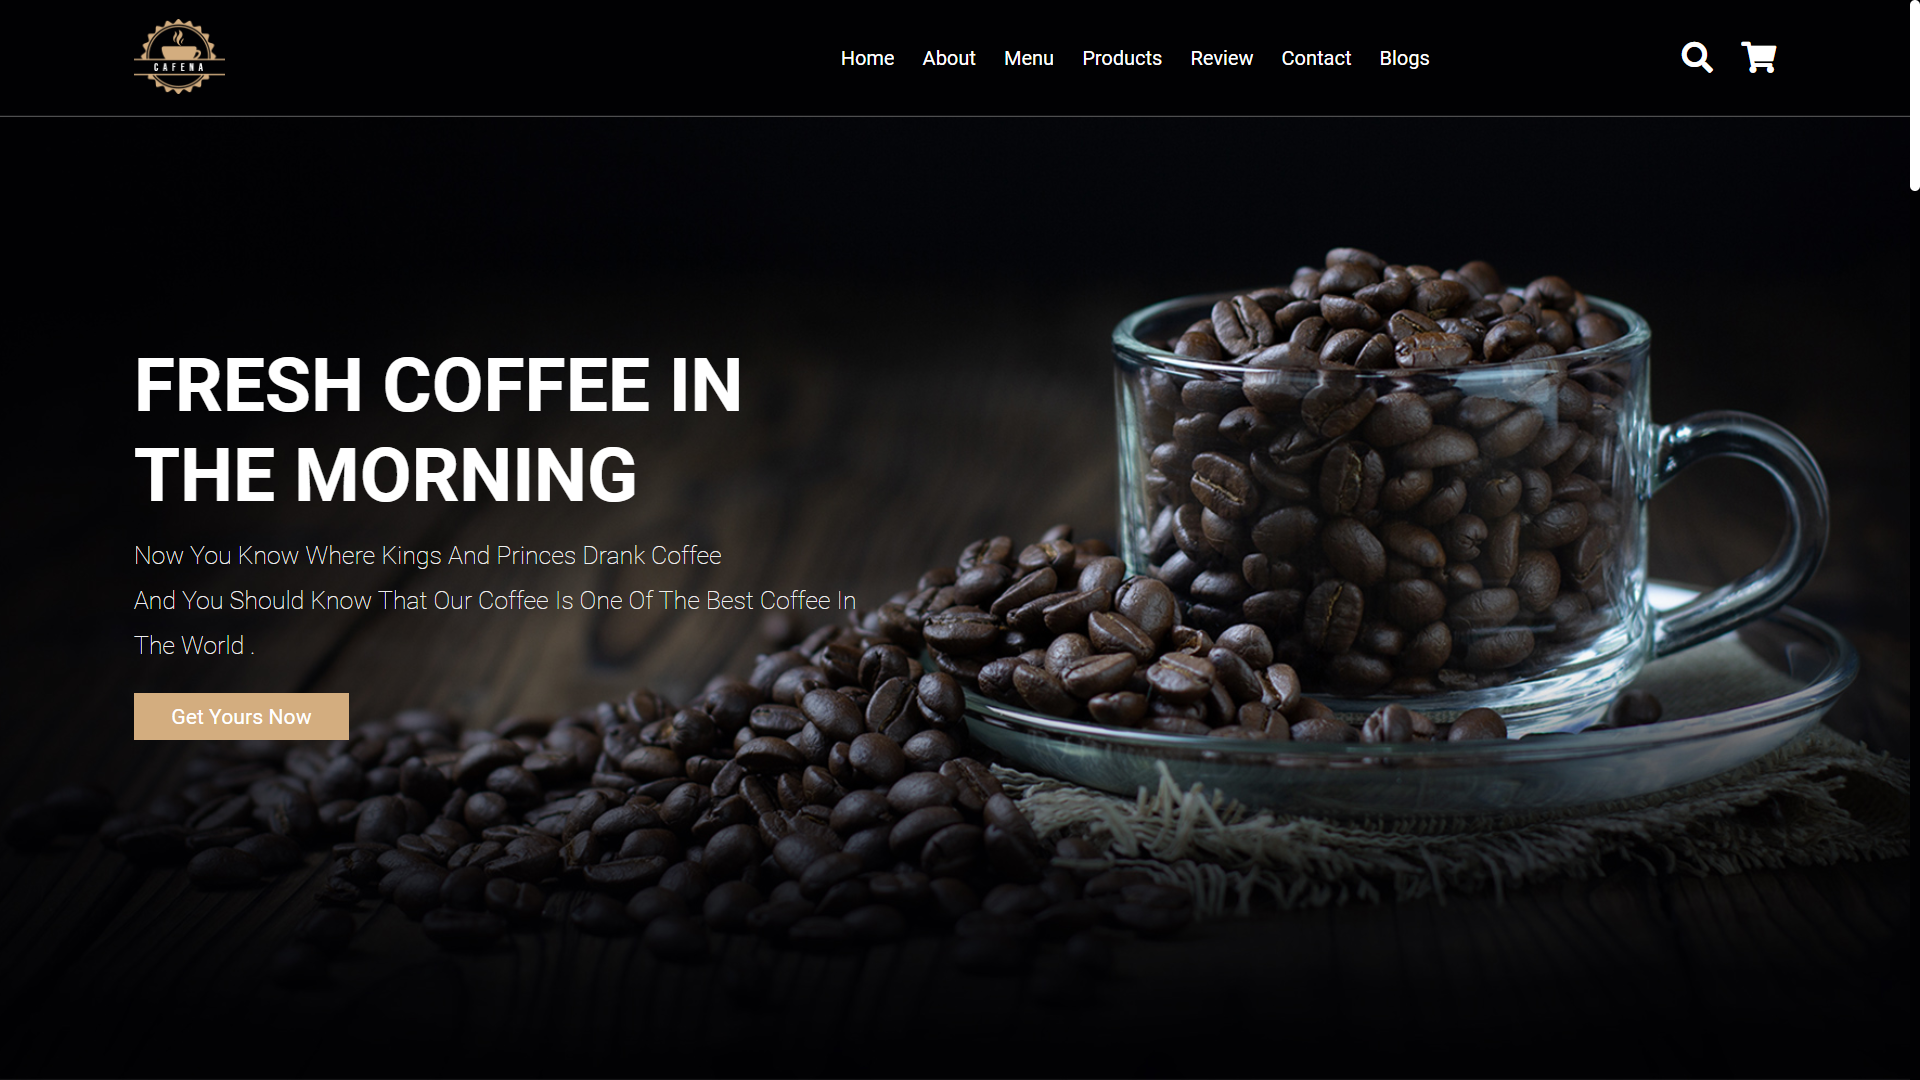 CAFENA
Home About Menu Products Review Contact Blogs
FRESH COFFEE IN
THE MORNING
Now You Know Where Kings And Princes Drank Coffee
And You Should Know That Our Coffee Is One Of The Best Coffee In
The World .
Get Yours Now